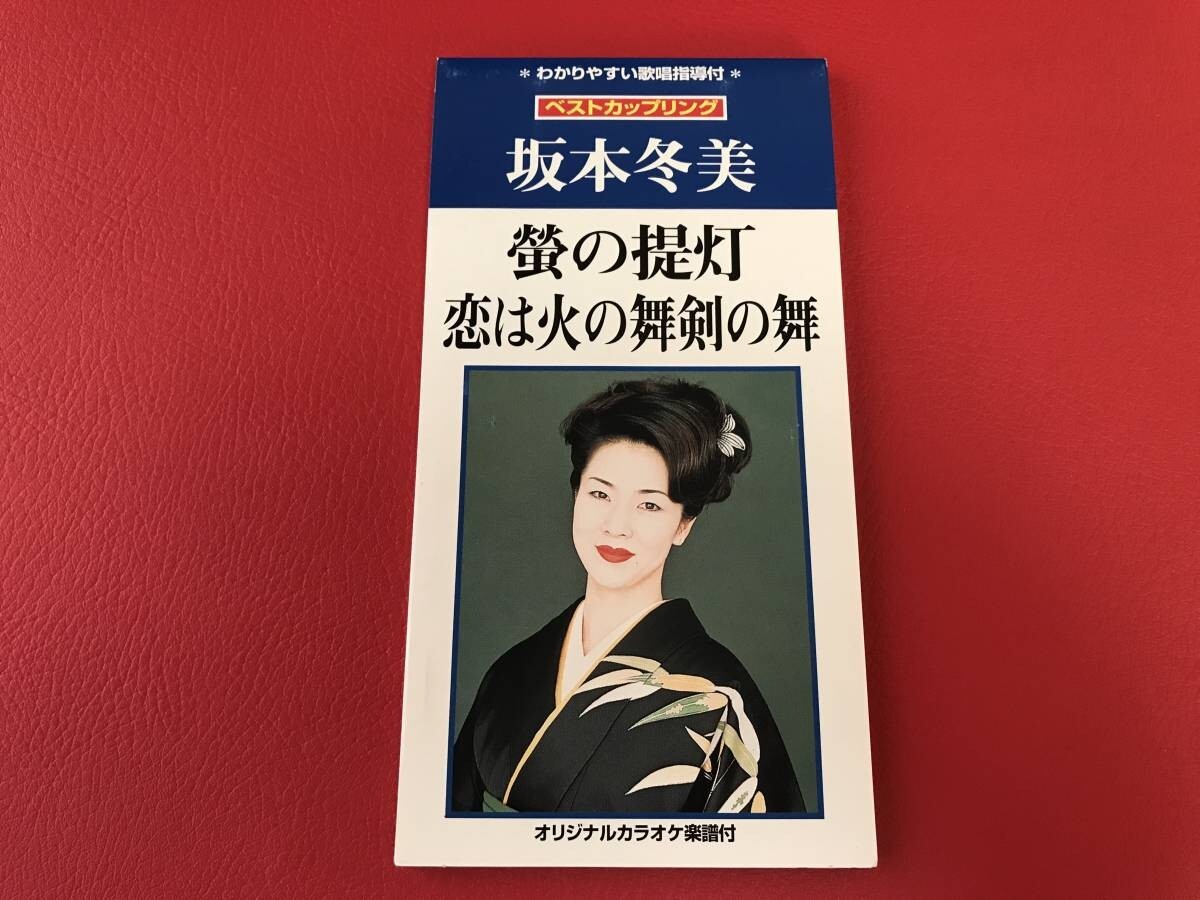 ＊わかりやすい歌唱指導付＊
ベストカップリング
坂本冬美
螢の提灯
恋は火の舞剣の舞
オリジナルカラオケ楽譜付